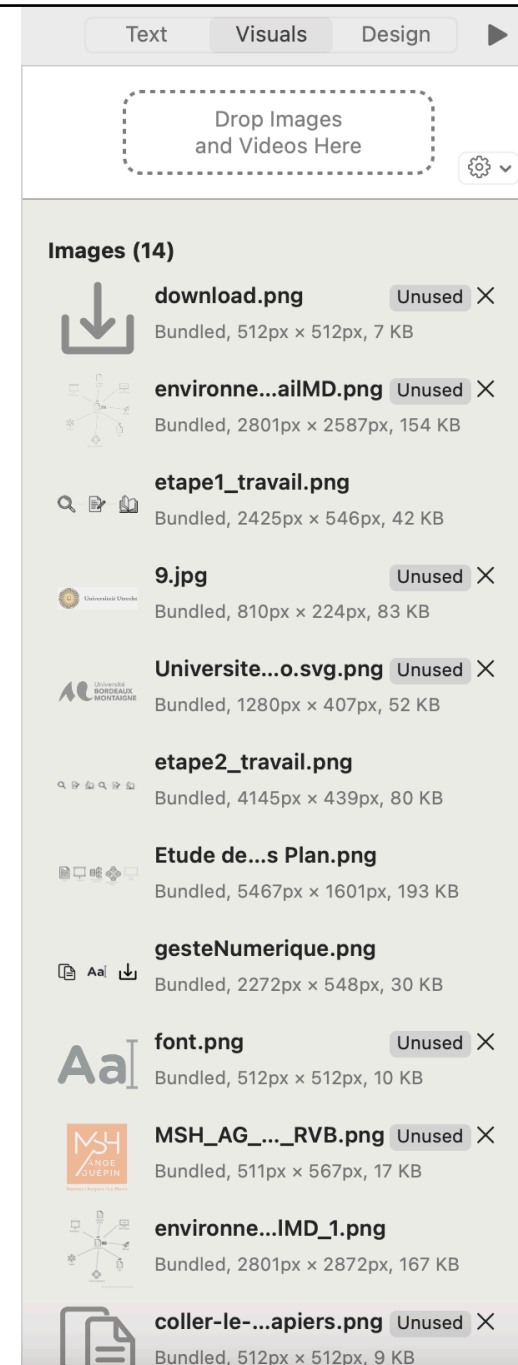 Text Visuals Design
Drop Images
and Videos Here
Images (14)
download.png Unused
Bundled, 512px × 512px, 7 KB
environne...ailMD.png Unused
Bundled, 2801px × 2587px, 154 KB
etape1_travail.png
Bundled, 2425px × 546px, 42 KB
9.jpg Unused
Universiteit Utrecht
Bundled, 810px × 224px, 83 KB
Universite...o.svg.png Unused
Université
BORDEAUX
MONTAIGNE
Bundled, 1280px × 407px, 52 KB
etape2_travail.png
Bundled, 4145px × 439px, 80 KB
Etude de...s Plan.png
Bundled, 5467px × 1601px, 193 KB
gesteNumerique.png
Aa
Bundled, 2272px × 548px, 30 KB
font.png Unused
Aa
Bundled, 512px × 512px, 10 KB
MSH_AG_..._RVB.png Unused
MSH
ANGE
GUÉPIN
Bundled, 511px × 567px, 17 KB
environne...lMD_1.png
Bundled, 2801px × 2872px, 167 KB
coller-le-...apiers.png Unused
Bundled, 512px × 512px, 9 KB